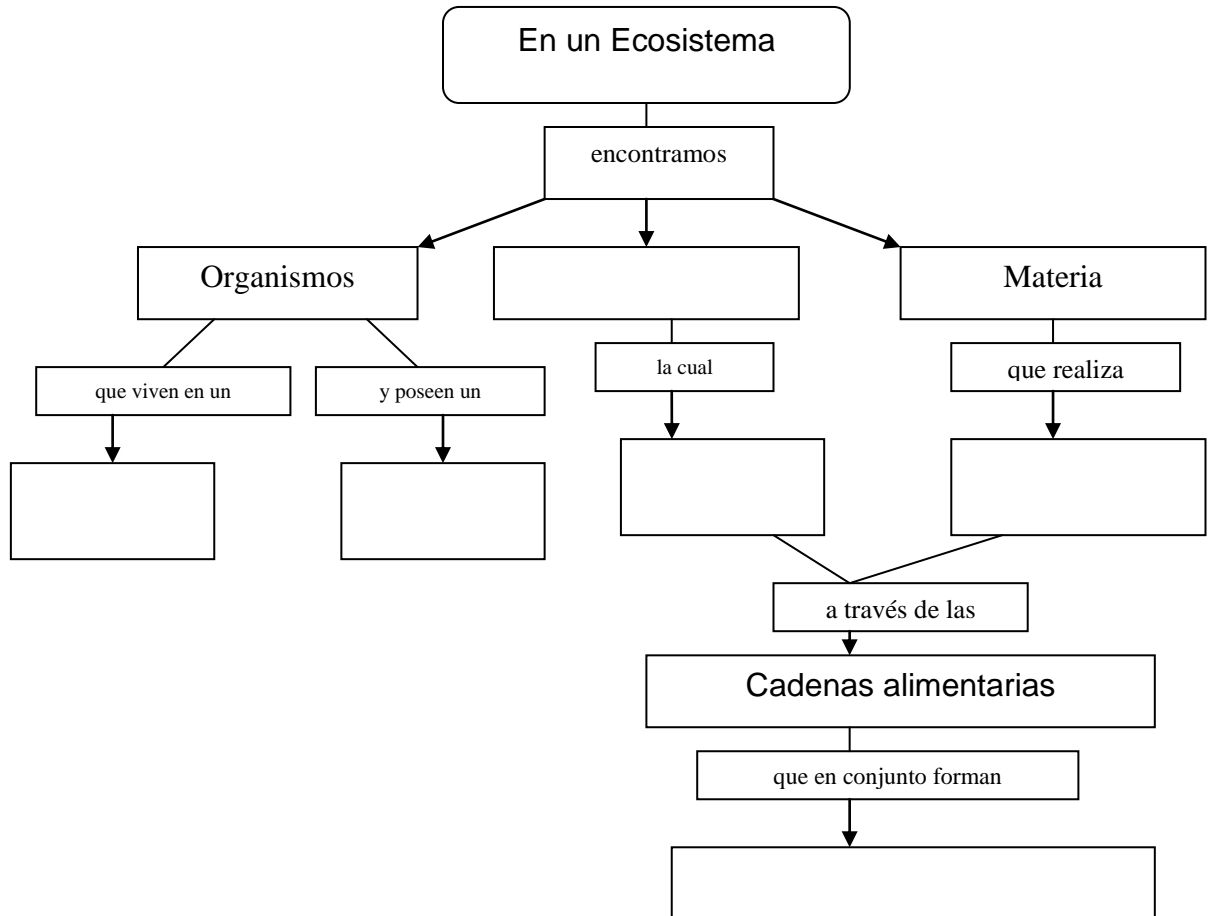 En un Ecosistema
encontramos
Organismos
Materia
que viven en un
y poseen un
la cual
que realiza
a través de las
Cadenas alimentarias
que en conjunto forman